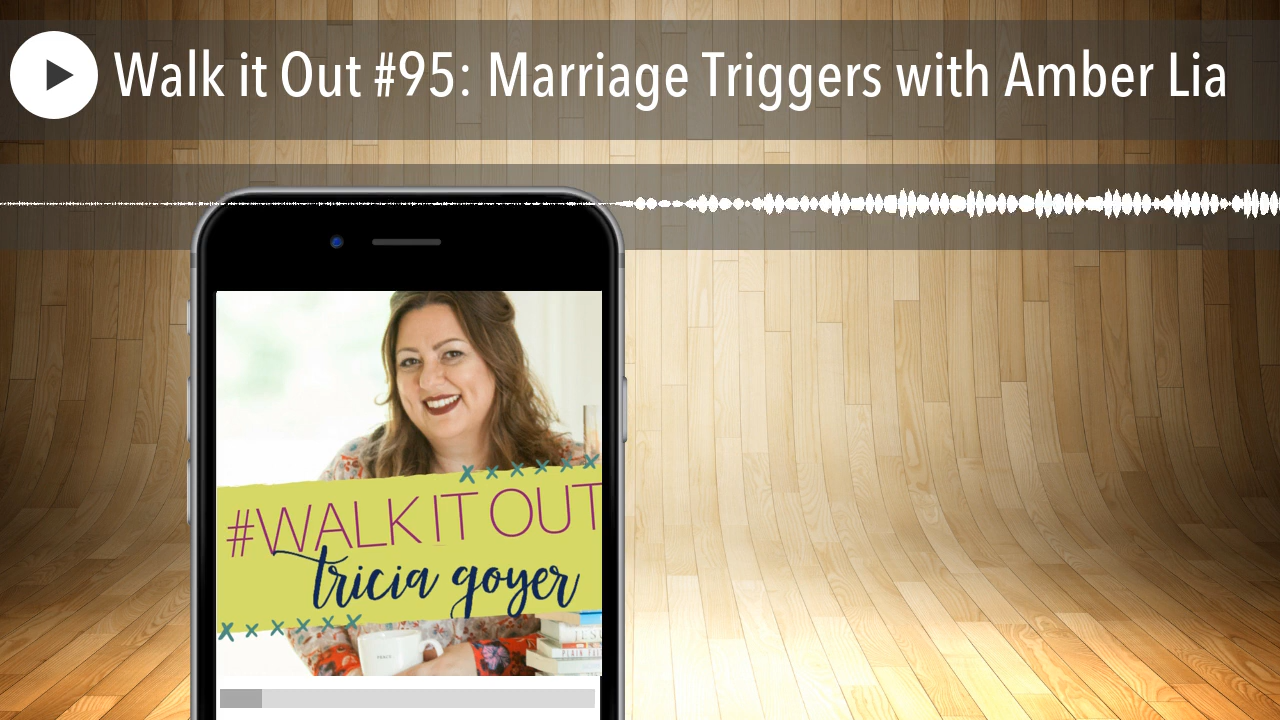 Walk it Out #95: Marriage Triggers with Amber Lia
#WALK IT OUT
tricia goyer